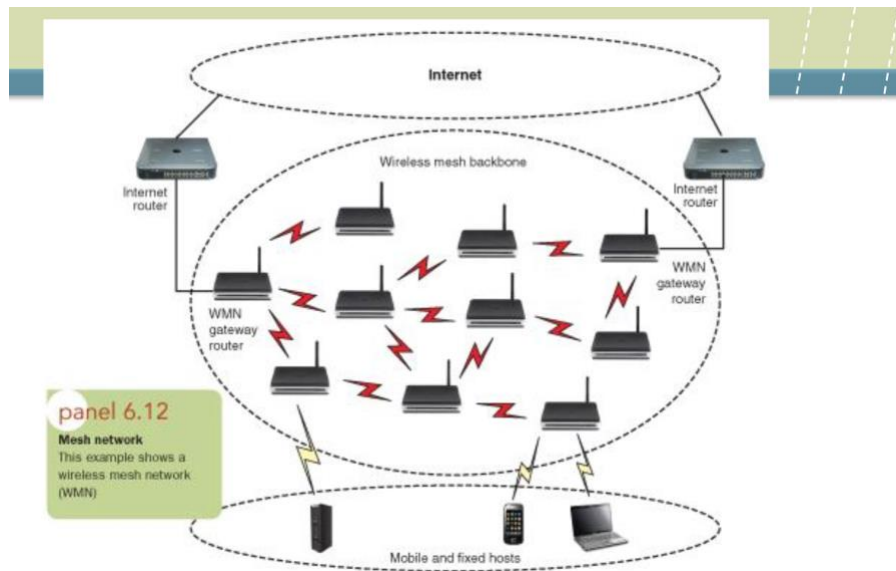 Internet
Internet
router
Wireless mesh backbone
Internet
router
WMN
gateway
router
WMN
gateway
router
panel 6.12
Mesh network
This example shows a
wireless mesh network
(WMN)
Mobile and fixed hosts